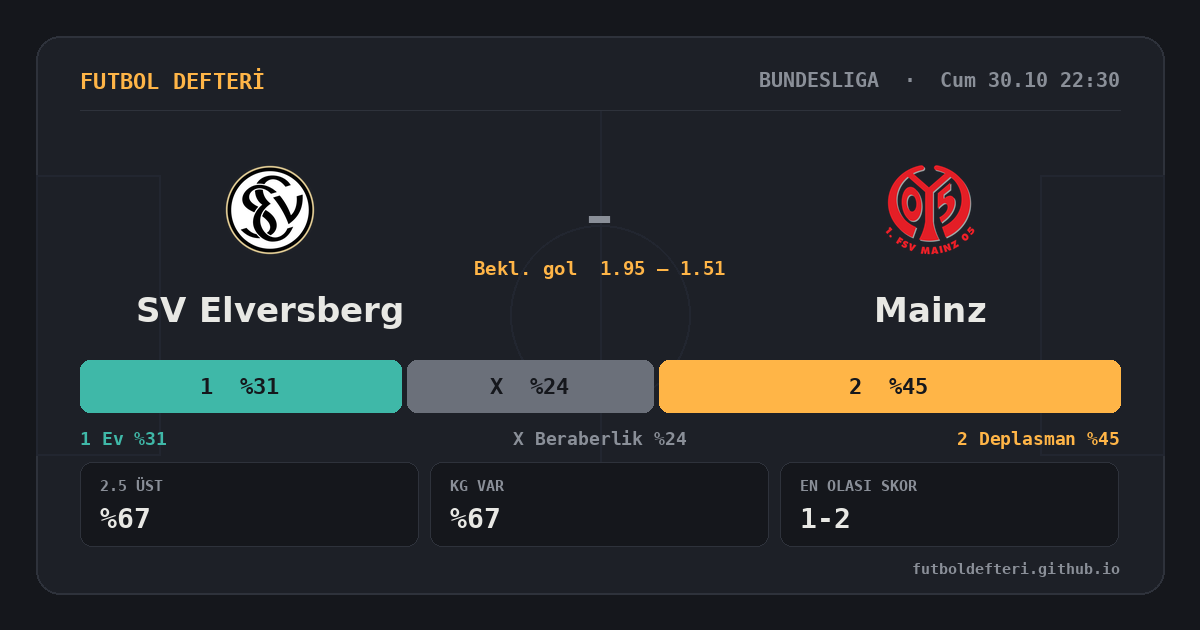 FUTBOL DEFTERİ
BUNDESLIGA · Cum 30.10 22:30
1. FSV MAINZ 05
–
Bekl. gol 1.95 – 1.51
SV Elversberg
Mainz
1 %31
X %24
2 %45
1 Ev %31
X Beraberlik %24
2 Deplasman %45
2.5 ÜST
KG VAR
EN OLASI SKOR
%67
%67
1-2
futboldefteri.github.io